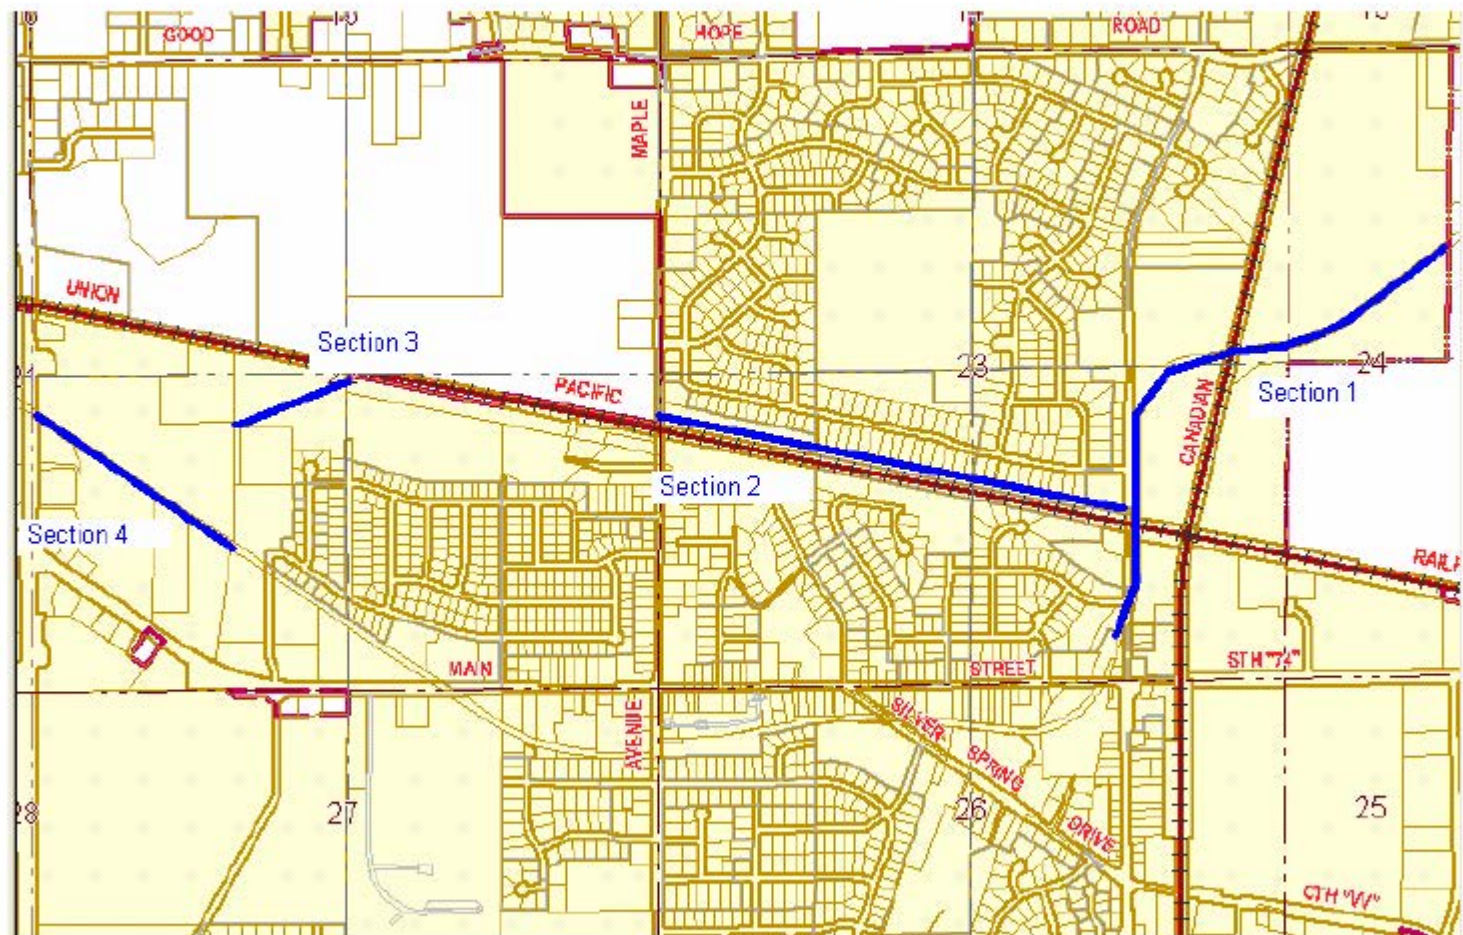 GOOD
HOPE
ROAD
MAPLE
UNION
Section 3
PACIFIC
23
24
CANADIAN
Section 1
Section 2
Section 4
MAIN
STREET
STH "74"
AVENUE
SILVER
SPRING
DRIVE
28
27
26
25
CTH "VV"